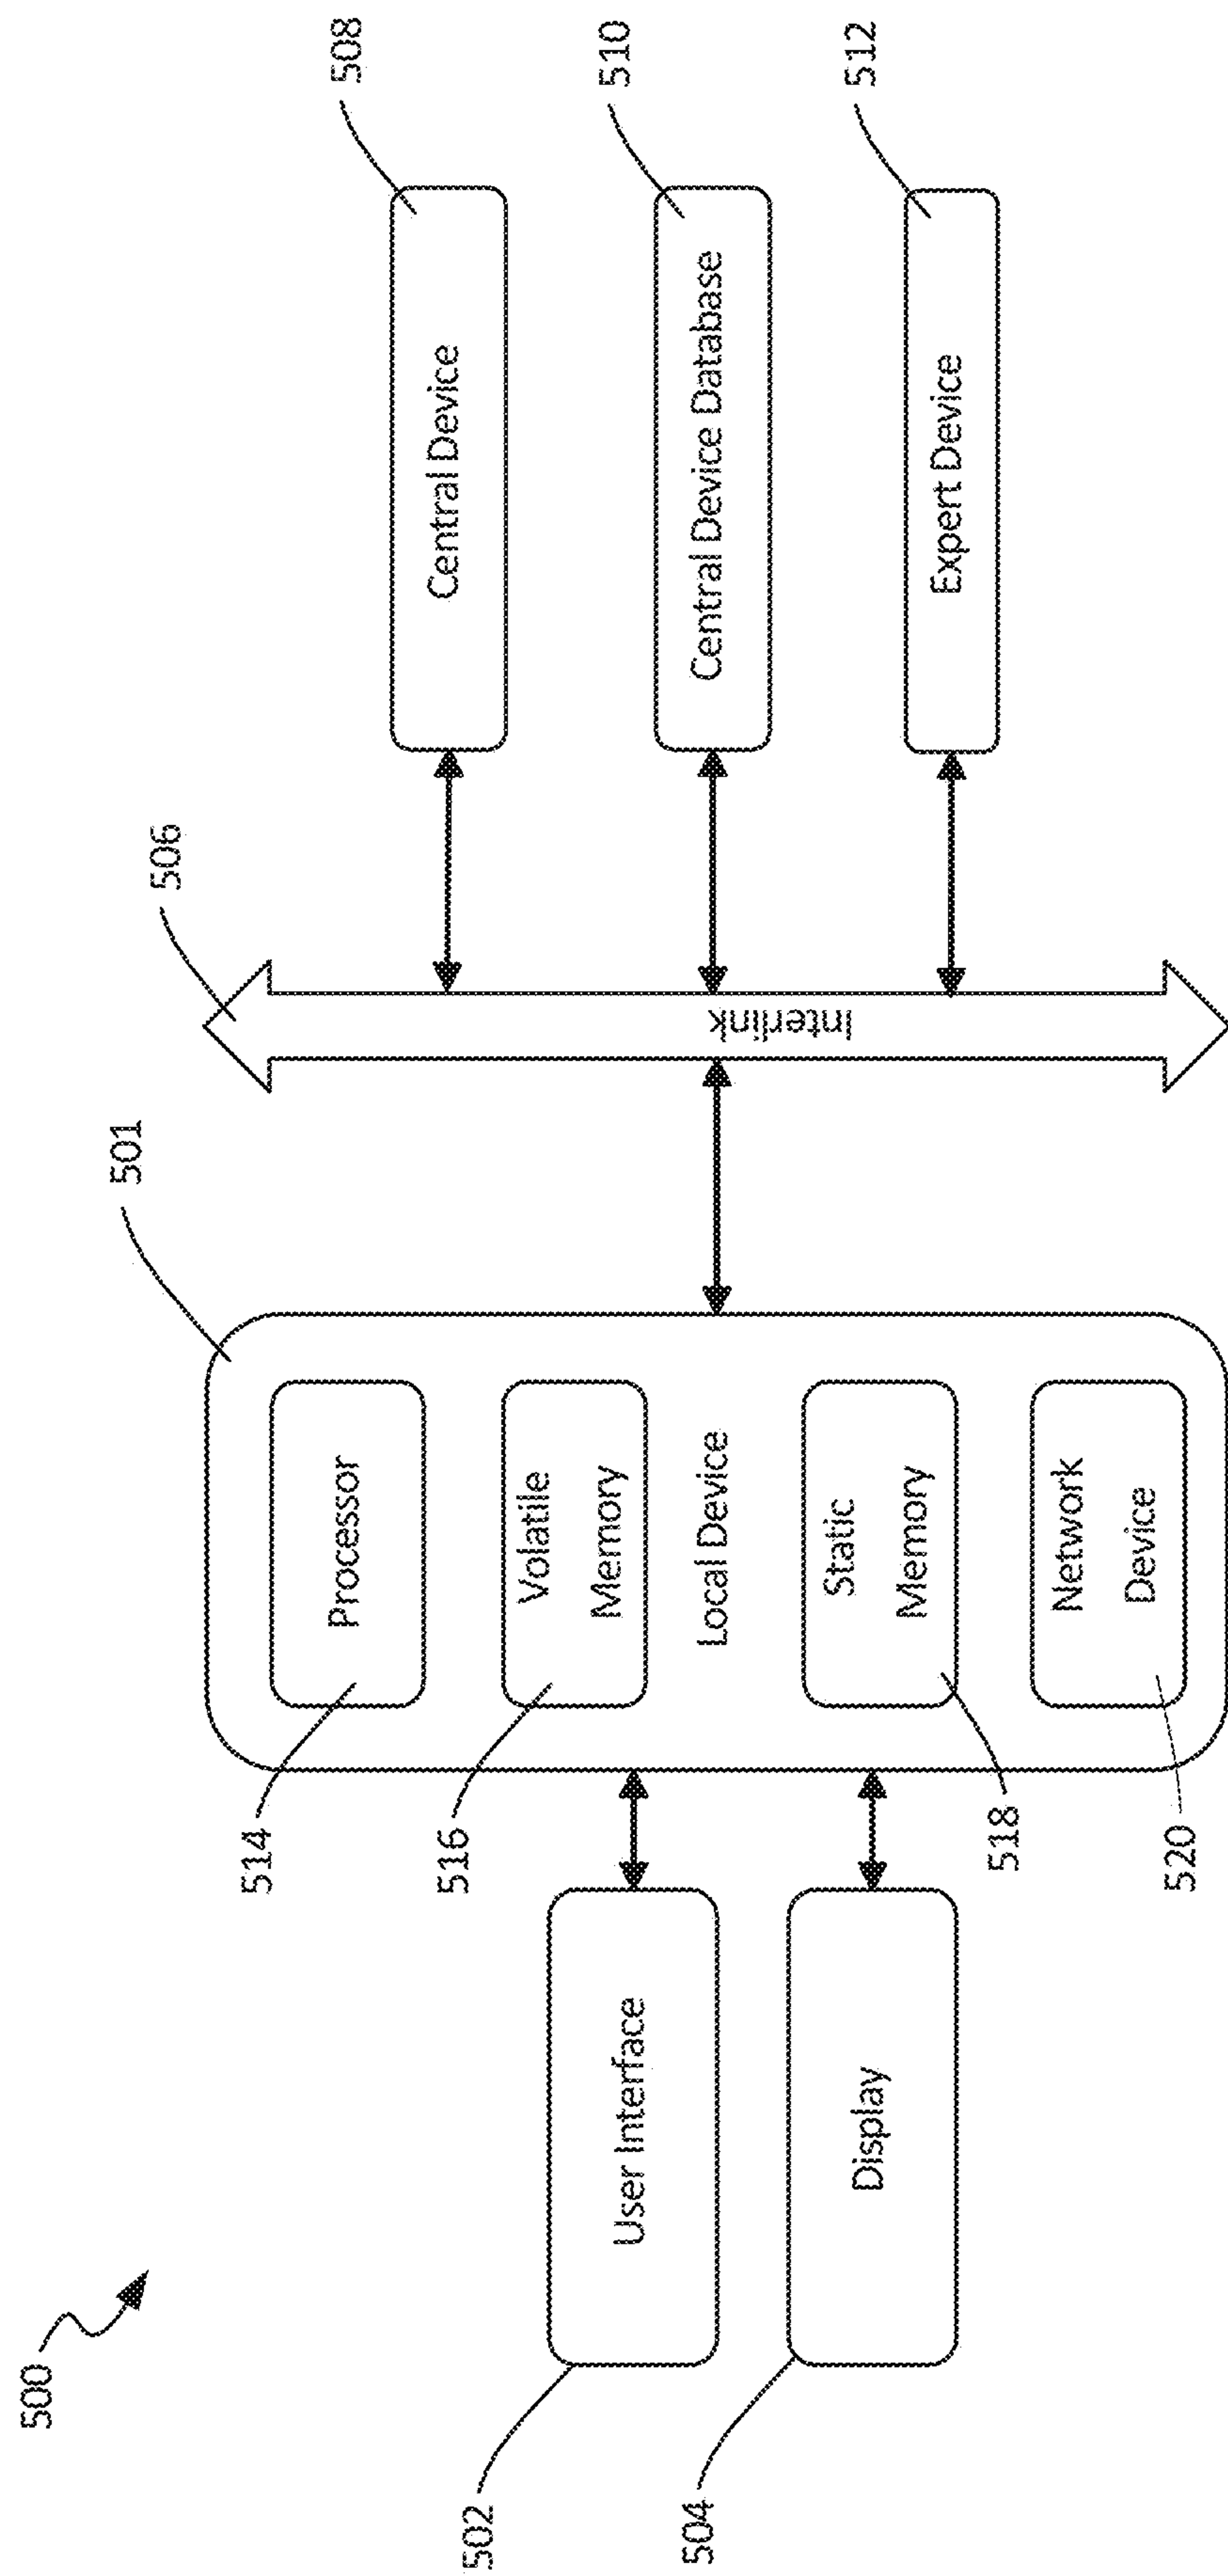 500
502
User Interface
504
Display
501
514
Processor
516
Volatile
Memory
Local Device
518
Static
Memory
520
Network
Device
506
Interlink
508
Central Device
510
Central Device Database
512
Expert Device